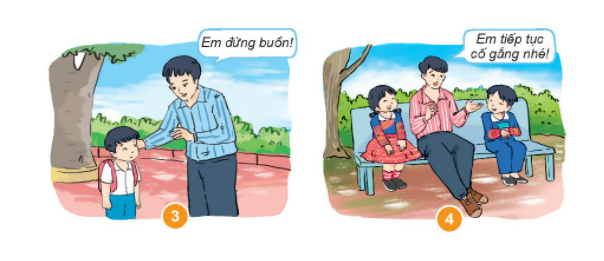 Em đừng buồn!
3
Em tiếp tục
cố gắng nhé!
4